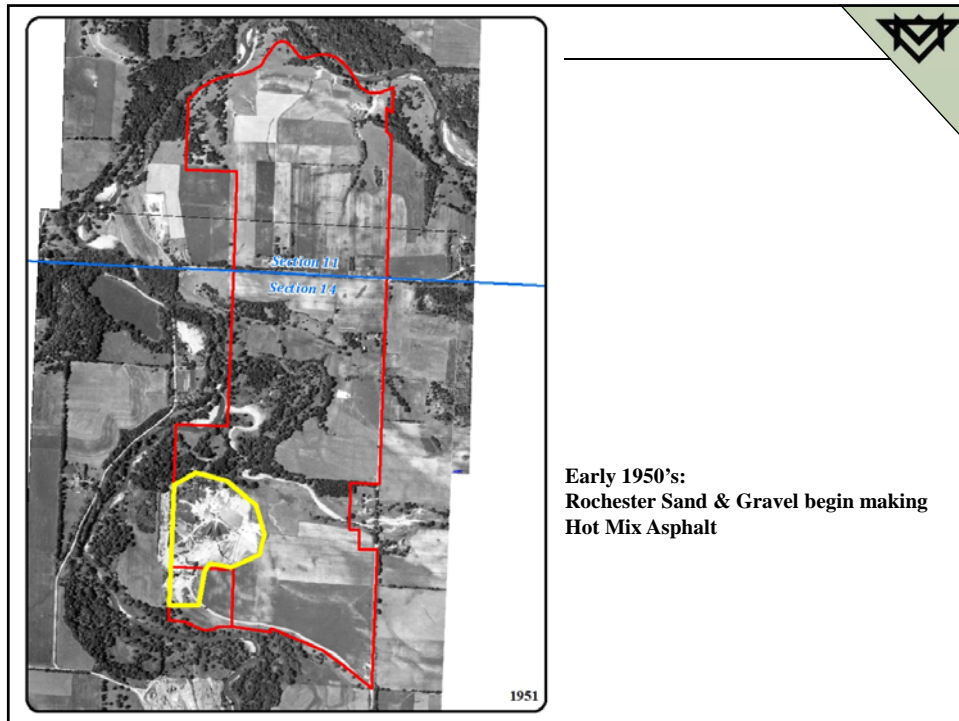 Section 11
Section 14
Early 1950's:
Rochester Sand & Gravel begin making
Hot Mix Asphalt
1951